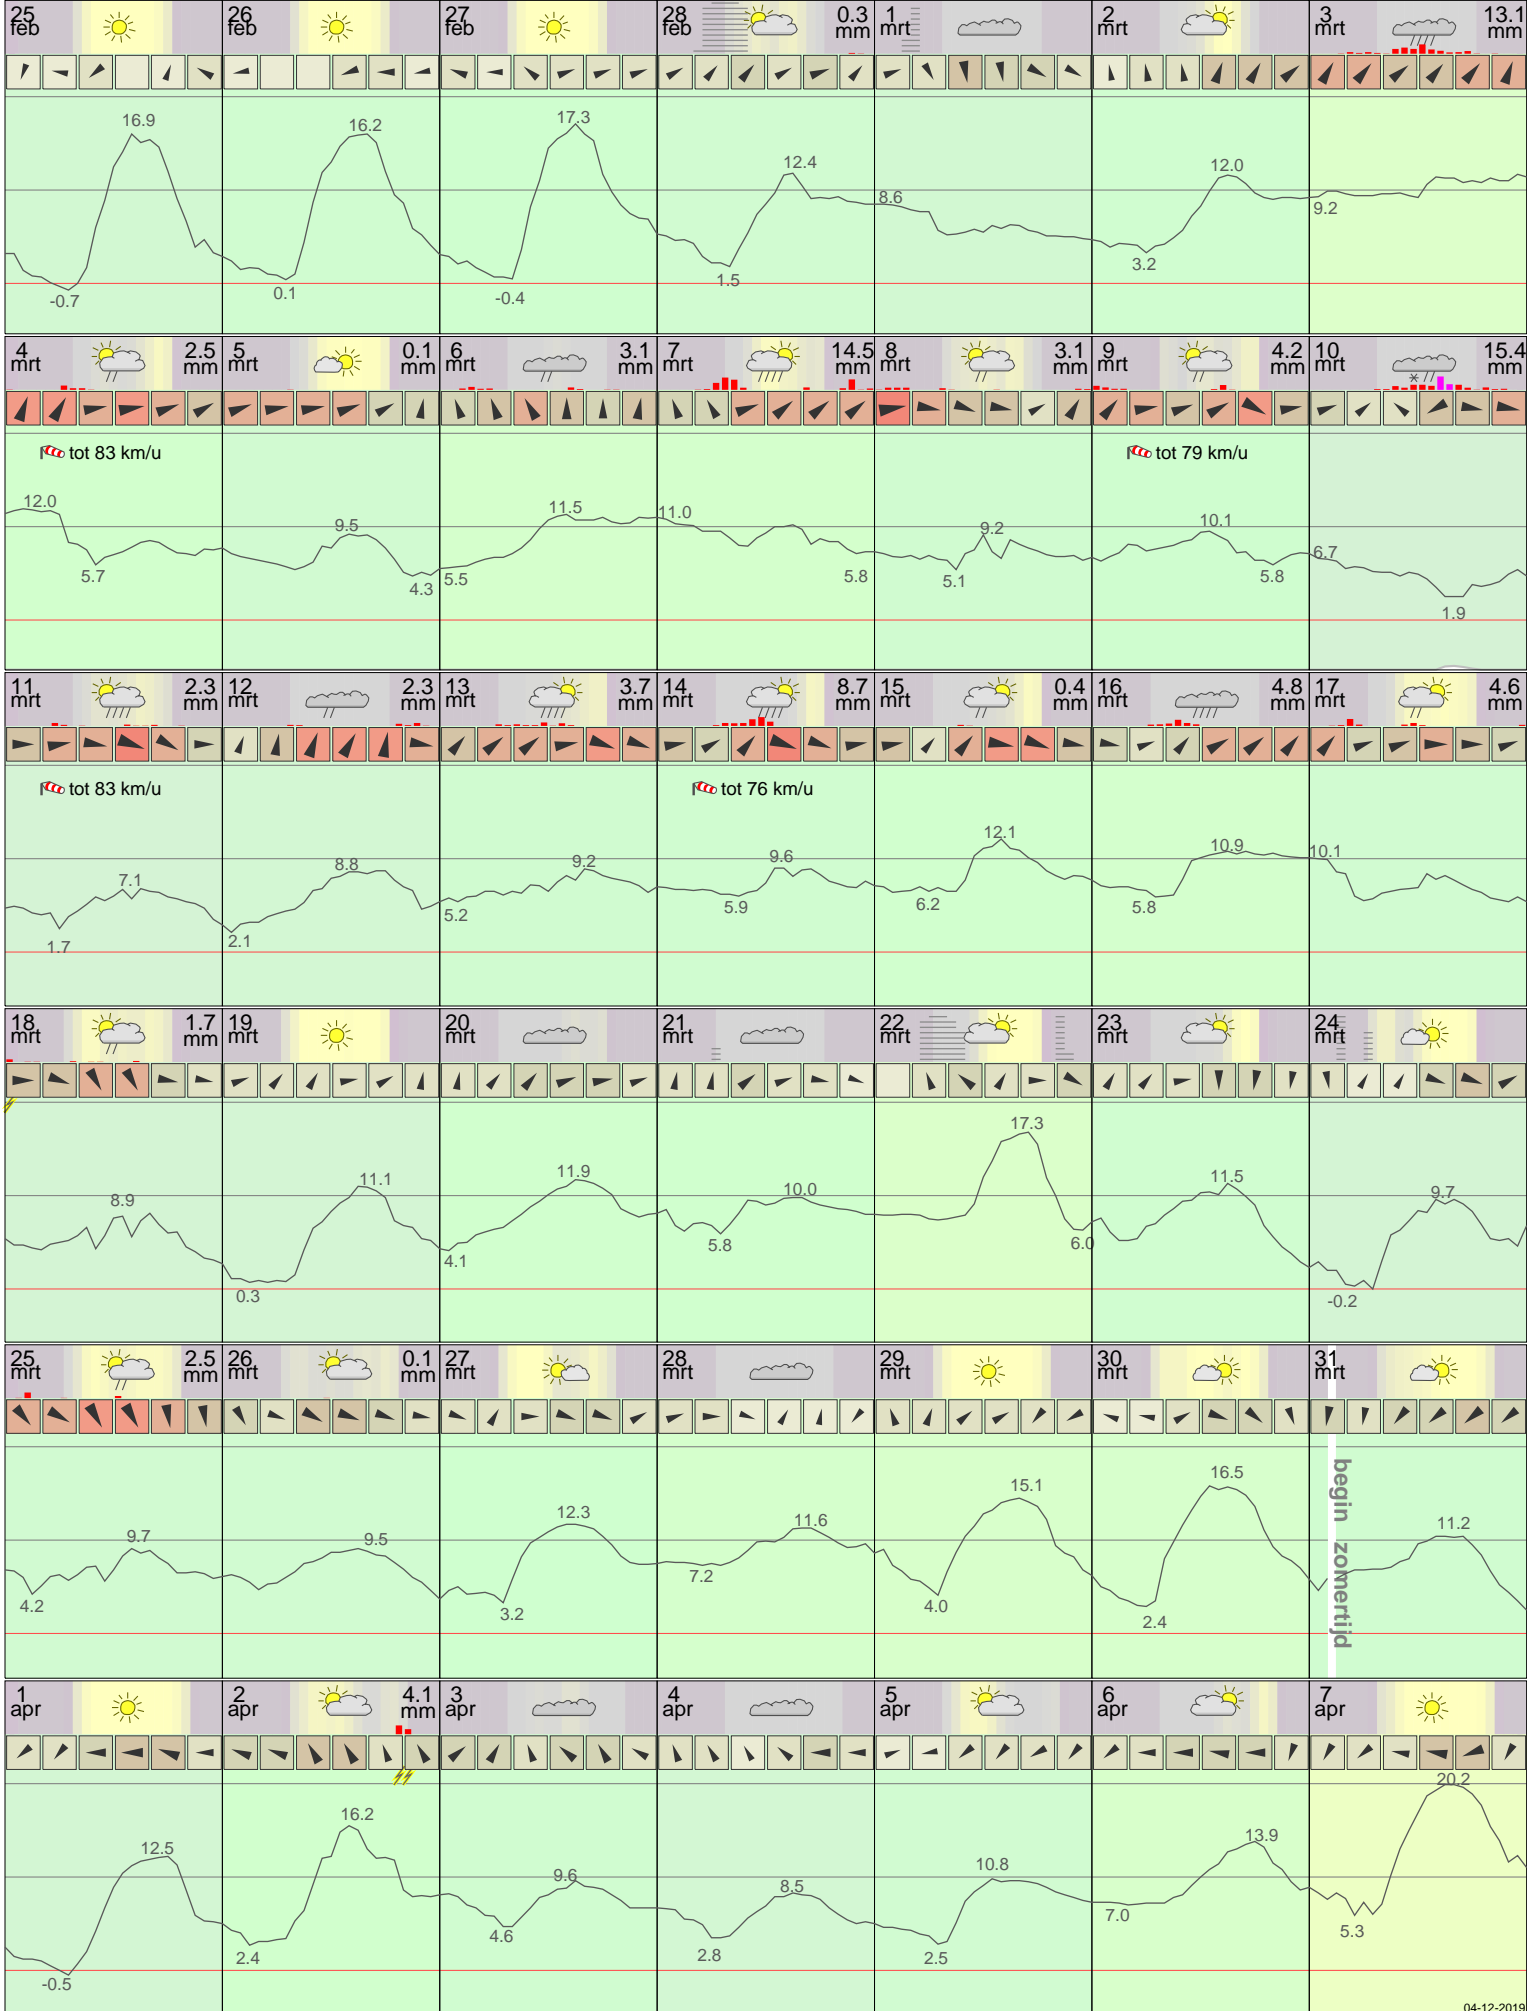 25 feb
26 feb
27 feb
28 feb 0.3 mm
1 mrt
2 mrt
3 mrt 13.1 mm
16.9
-0.7
16.2
0.1
17.3
-0.4
12.4
1.5
8.6
12.0
3.2
9.2
4 mrt 2.5 mm
5 mrt 0.1 mm
6 mrt 3.1 mm
7 mrt 14.5 mm
8 mrt 3.1 mm
9 mrt 4.2 mm
10 mrt 15.4 mm
tot 83 km/u
tot 79 km/u
12.0
5.7
9.5
4.3
5.5
11.5
11.0
5.8
5.1
9.2
10.1
5.8
6.7
1.9
11 mrt 2.3 mm
12 mrt 2.3 mm
13 mrt 3.7 mm
14 mrt 8.7 mm
15 mrt 0.4 mm
16 mrt 4.8 mm
17 mrt 4.6 mm
tot 83 km/u
tot 76 km/u
7.1
1.7
2.1
8.8
5.2
9.2
5.9
9.6
6.2
12.1
5.8
10.9
10.1
18 mrt 1.7 mm
19 mrt
20 mrt
21 mrt
22 mrt
23 mrt
24 mrt
8.9
0.3
11.1
4.1
11.9
5.8
10.0
17.3
6.0
11.5
-0.2
9.7
25 mrt 2.5 mm
26 mrt 0.1 mm
27 mrt
28 mrt
29 mrt
30 mrt
31 mrt
4.2
9.7
9.5
3.2
12.3
7.2
11.6
4.0
15.1
2.4
16.5
begin zomertijd
11.2
1 apr
2 apr 4.1 mm
3 apr
4 apr
5 apr
6 apr
7 apr
-0.5
12.5
2.4
16.2
4.6
9.6
2.8
8.5
2.5
10.8
7.0
13.9
5.3
20.2
04-12-2019